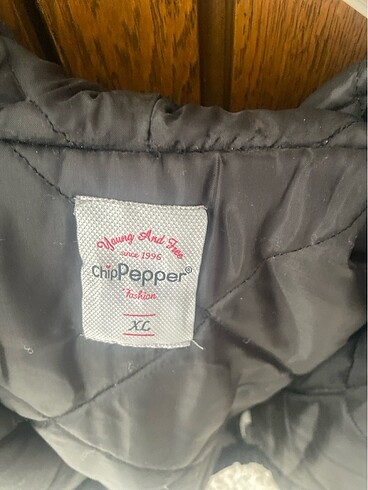 Young And Free
since 1996
ChipPepper®
fashion
XL